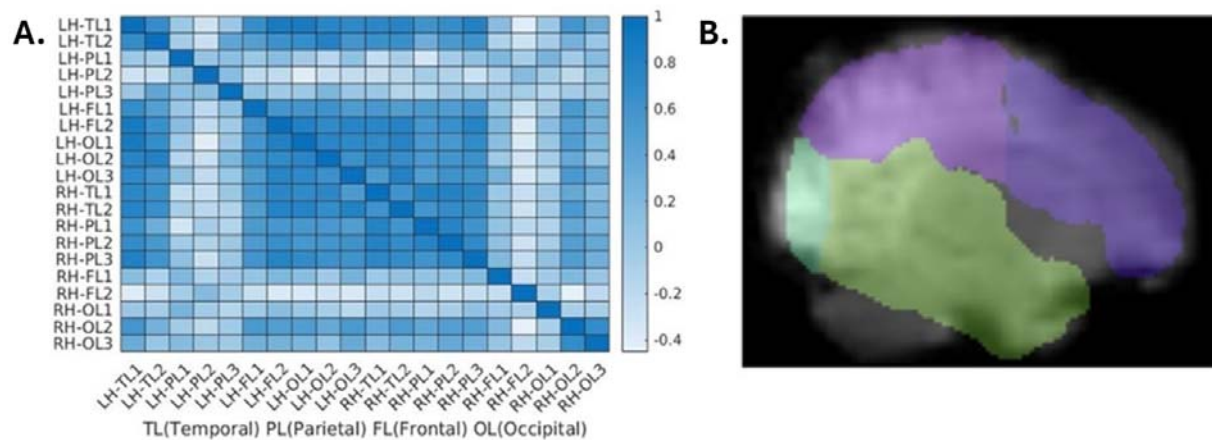 A.
LH-TL1
LH-TL2
LH-PL1
LH-PL2
LH-PL3
LH-FL1
LH-FL2
LH-OL1
LH-OL2
LH-OL3
RH-TL1
RH-TL2
RH-PL1
RH-PL2
RH-PL3
RH-FL1
RH-FL2
RH-OL1
RH-OL2
RH-OL3
LH-TL1 LH-TL2 LH-PL1 LH-PL2 LH-PL3 LH-FL1 LH-FL2 LH-OL1 LH-OL2 LH-OL3 RH-TL1 RH-TL2 RH-PL1 RH-PL2 RH-PL3 RH-FL1 RH-FL2 RH-OL1 RH-OL2 RH-OL3
TL(Temporal) PL(Parietal) FL(Frontal) OL(Occipital)
1
0.8
0.6
0.4
0.2
0
-0.2
-0.4
B.